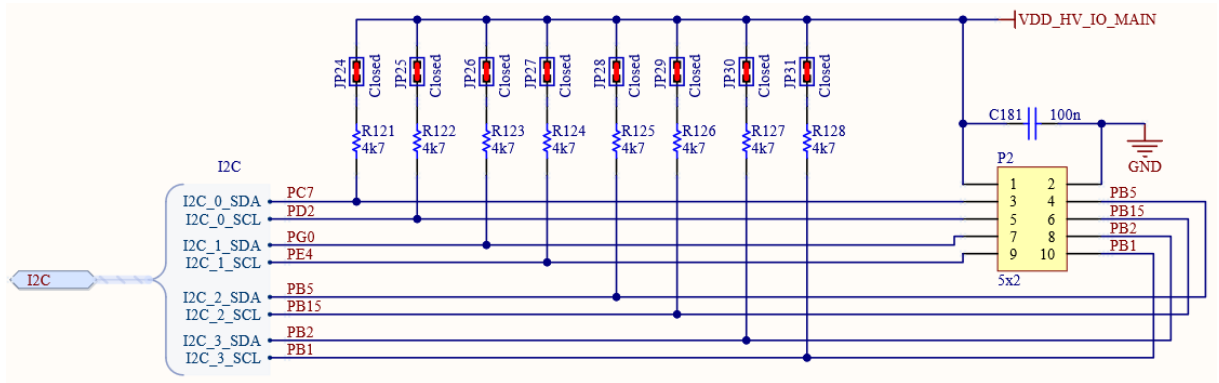 VDD_HV_IO_MAIN
JP24 Closed
JP25 Closed
JP26 Closed
JP27 Closed
JP28 Closed
JP29 Closed
JP30 Closed
JP31 Closed
C181 100n
GND
R121 4k7
R122 4k7
R123 4k7
R124 4k7
R125 4k7
R126 4k7
R127 4k7
R128 4k7
P2
1 2
3 4
5 6
7 8
9 10
5x2
PB5
PB15
PB2
PB1
I2C
I2C_0_SDA PC7
I2C_0_SCL PD2
I2C_1_SDA PG0
I2C_1_SCL PE4
I2C
I2C_2_SDA PB5
I2C_2_SCL PB15
I2C_3_SDA PB2
I2C_3_SCL PB1